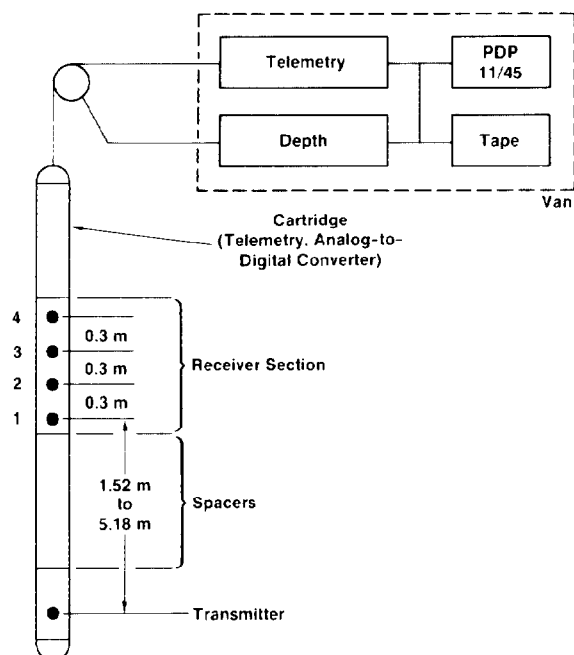 Telemetry
PDP
11/45
Depth
Tape
Van
Cartridge
(Telemetry. Analog-to-
Digital Converter)
4
0.3 m
3
0.3 m
Receiver Section
2
0.3 m
1
1.52 m
to
5.18 m
Spacers
Transmitter